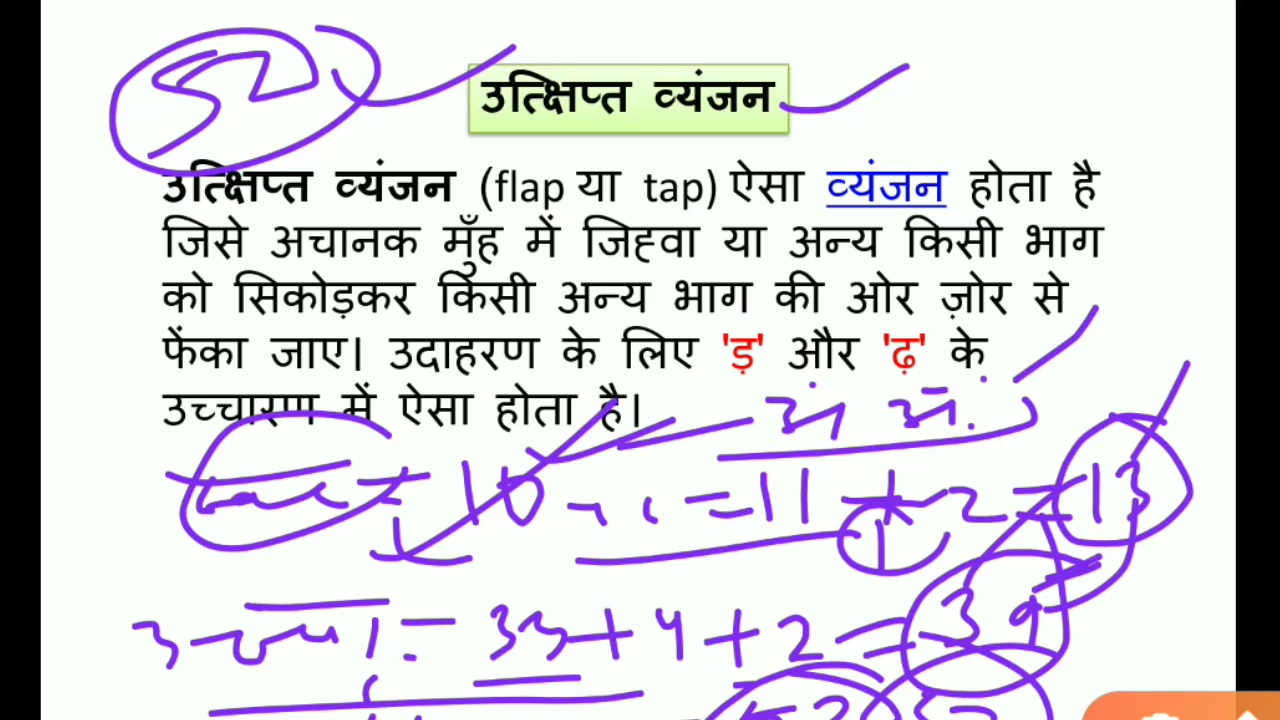 52
उत्क्षिप्त व्यंजन
उत्क्षिप्त व्यंजन (flap या tap) ऐसा व्यंजन होता है
जिसे अचानक मुँह में जिह्वा या अन्य किसी भाग
को सिकोड़कर किसी अन्य भाग की ओर ज़ोर से
फेंका जाए। उदाहरण के लिए 'ड़' और 'ढ़' के
उच्चारण में ऐसा होता है।
= 11 + 2 = 13
1
= 33 + 4 + 2 = 39